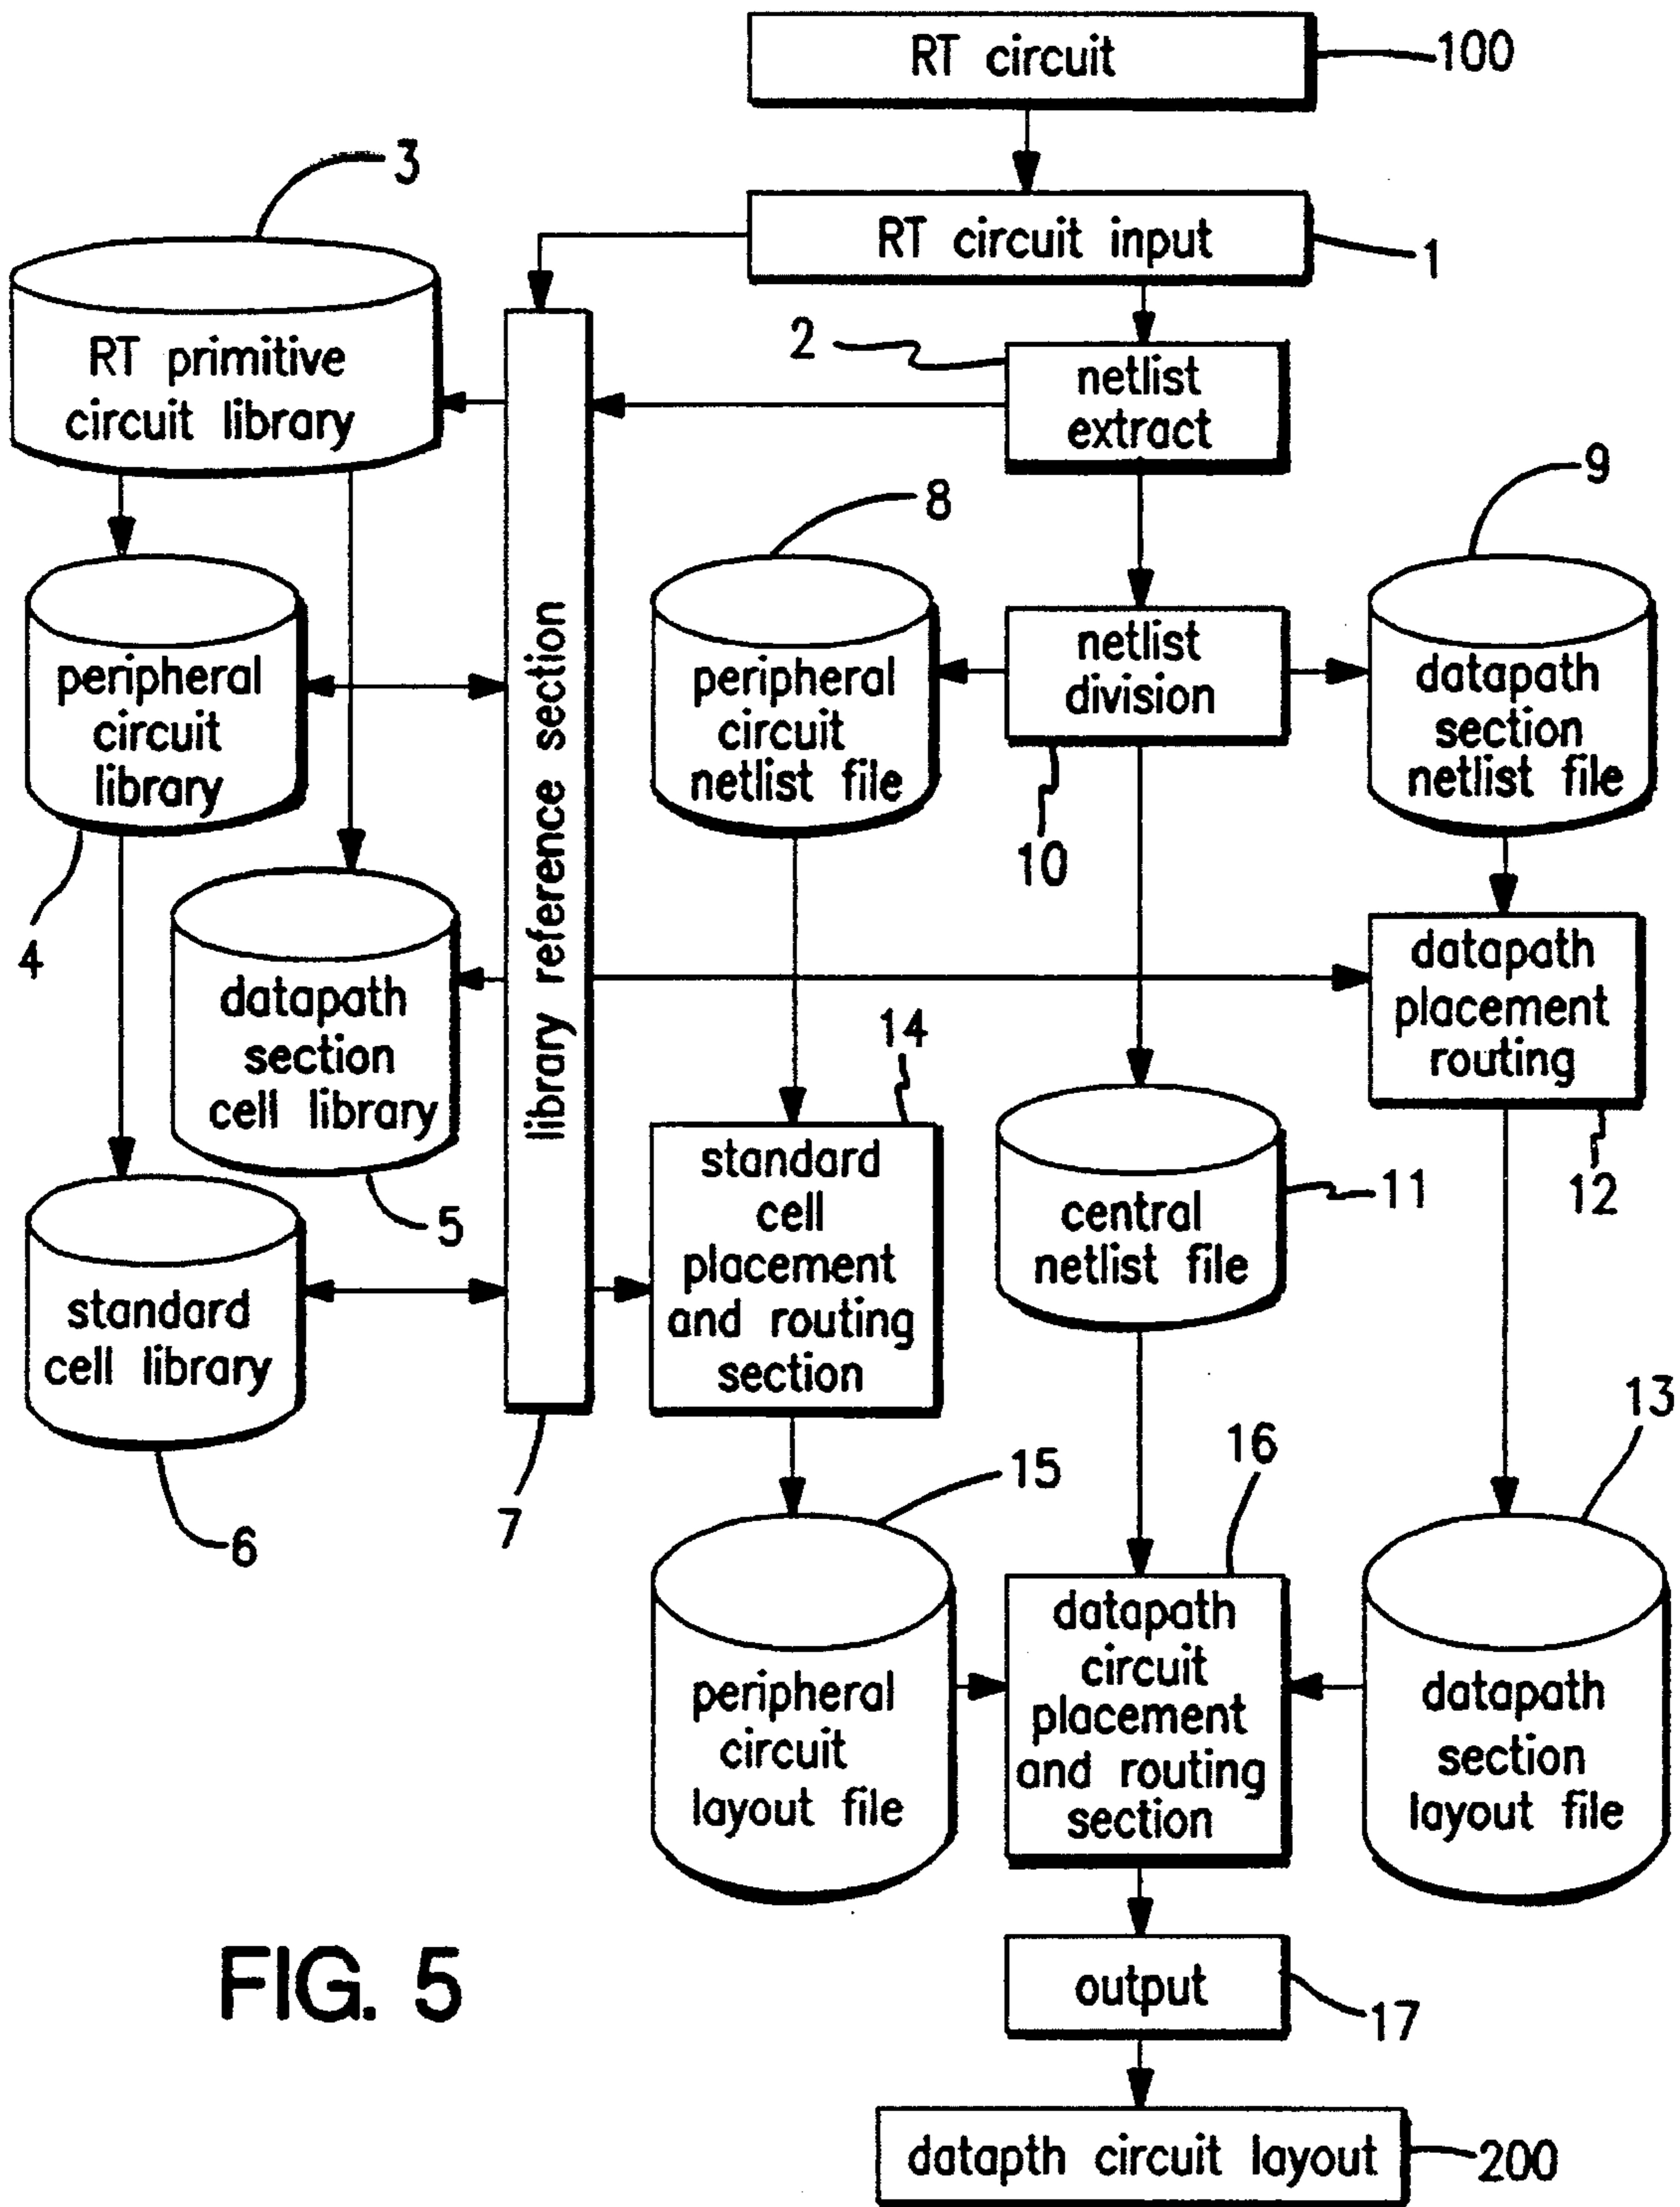 RT circuit
100
RT circuit input
1
3
RT primitive
circuit library
2
netlist
extract
8
9
peripheral
circuit
library
4
library reference section
7
peripheral
circuit
netlist file
netlist
division
10
datapath
section
netlist file
datapath
section
cell library
5
datapath
placement
routing
12
14
standard
cell
placement
and routing
section
central
netlist file
11
standard
cell library
6
15
peripheral
circuit
layout file
16
datapath
circuit
placement
and routing
section
13
datapath
section
layout file
output
17
datapth circuit layout
200
FIG. 5